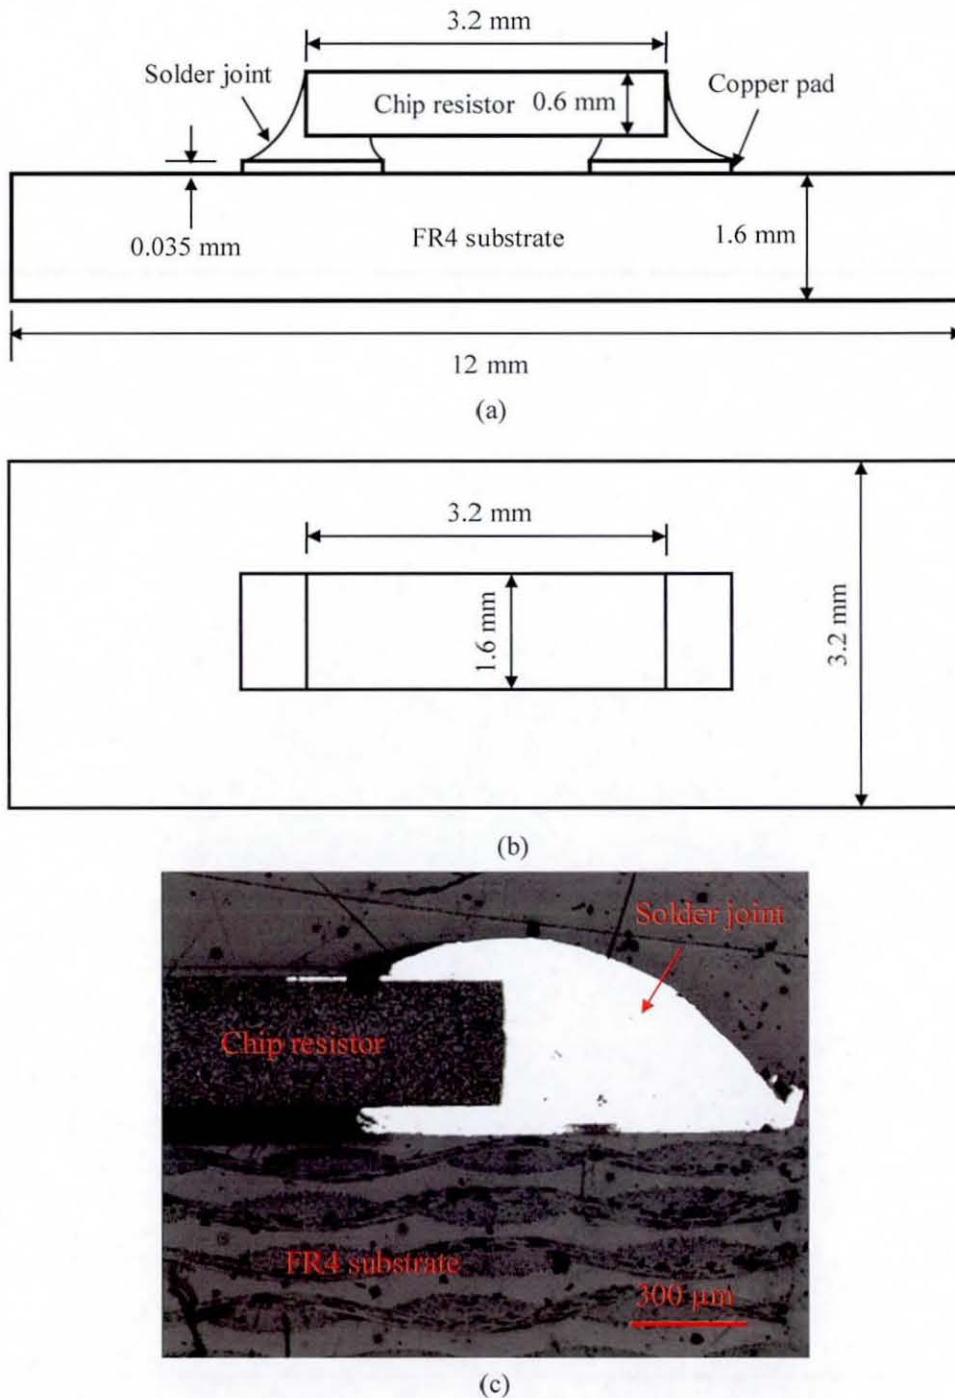 3.2 mm
Solder joint
Chip resistor
0.6 mm
Copper pad
0.035 mm
FR4 substrate
1.6 mm
12 mm
(a)
3.2 mm
1.6 mm
3.2 mm
(b)
Solder joint
Chip resistor
FR4 substrate
300 μm
(c)